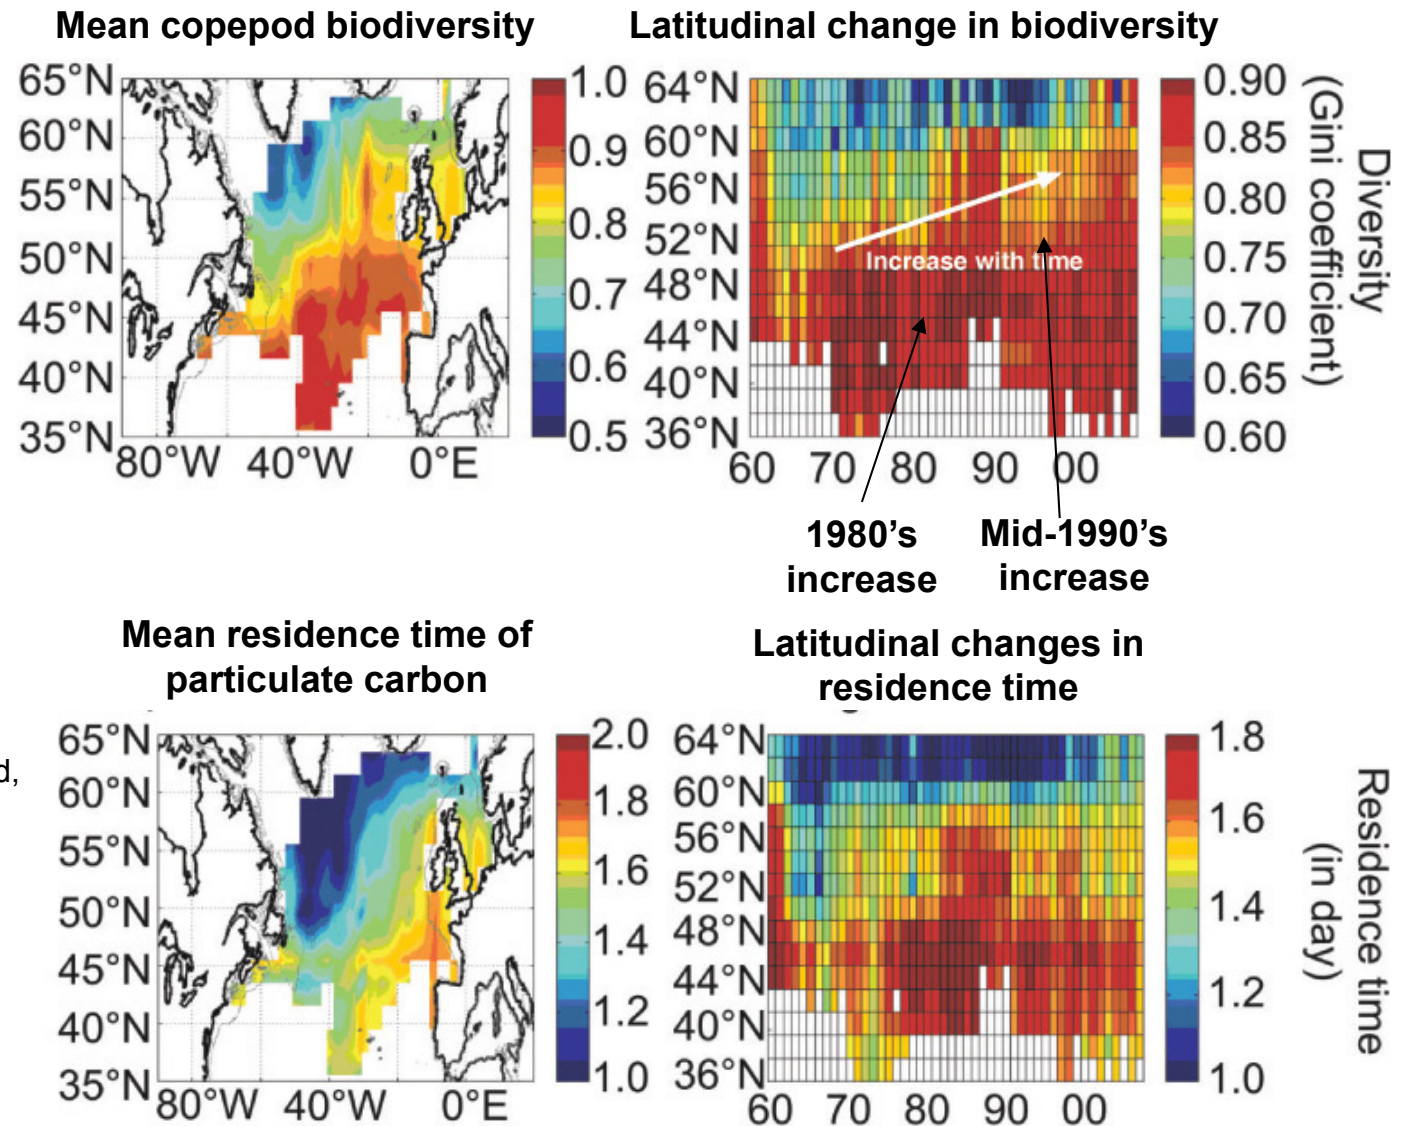 Mean copepod biodiversity
65°N
60°N
55°N
50°N
45°N
40°N
35°N
80°W 40°W 0°E
1.0
0.9
0.8
0.7
0.6
0.5
Latitudinal change in biodiversity
64°N
60°N
56°N
52°N
48°N
44°N
40°N
36°N
Increase with time
60 70 80 90 00
0.90
0.85
0.80
0.75
0.70
0.65
0.60
Diversity
(Gini coefficient)
1980's
increase
Mid-1990's
increase
d,
Mean residence time of
particulate carbon
65°N
60°N
55°N
50°N
45°N
40°N
35°N
80°W 40°W 0°E
2.0
1.8
1.6
1.4
1.2
1.0
Latitudinal changes in
residence time
64°N
60°N
56°N
52°N
48°N
44°N
40°N
36°N
60 70 80 90 00
1.8
1.6
1.4
1.2
1.0
Residence time
(in day)